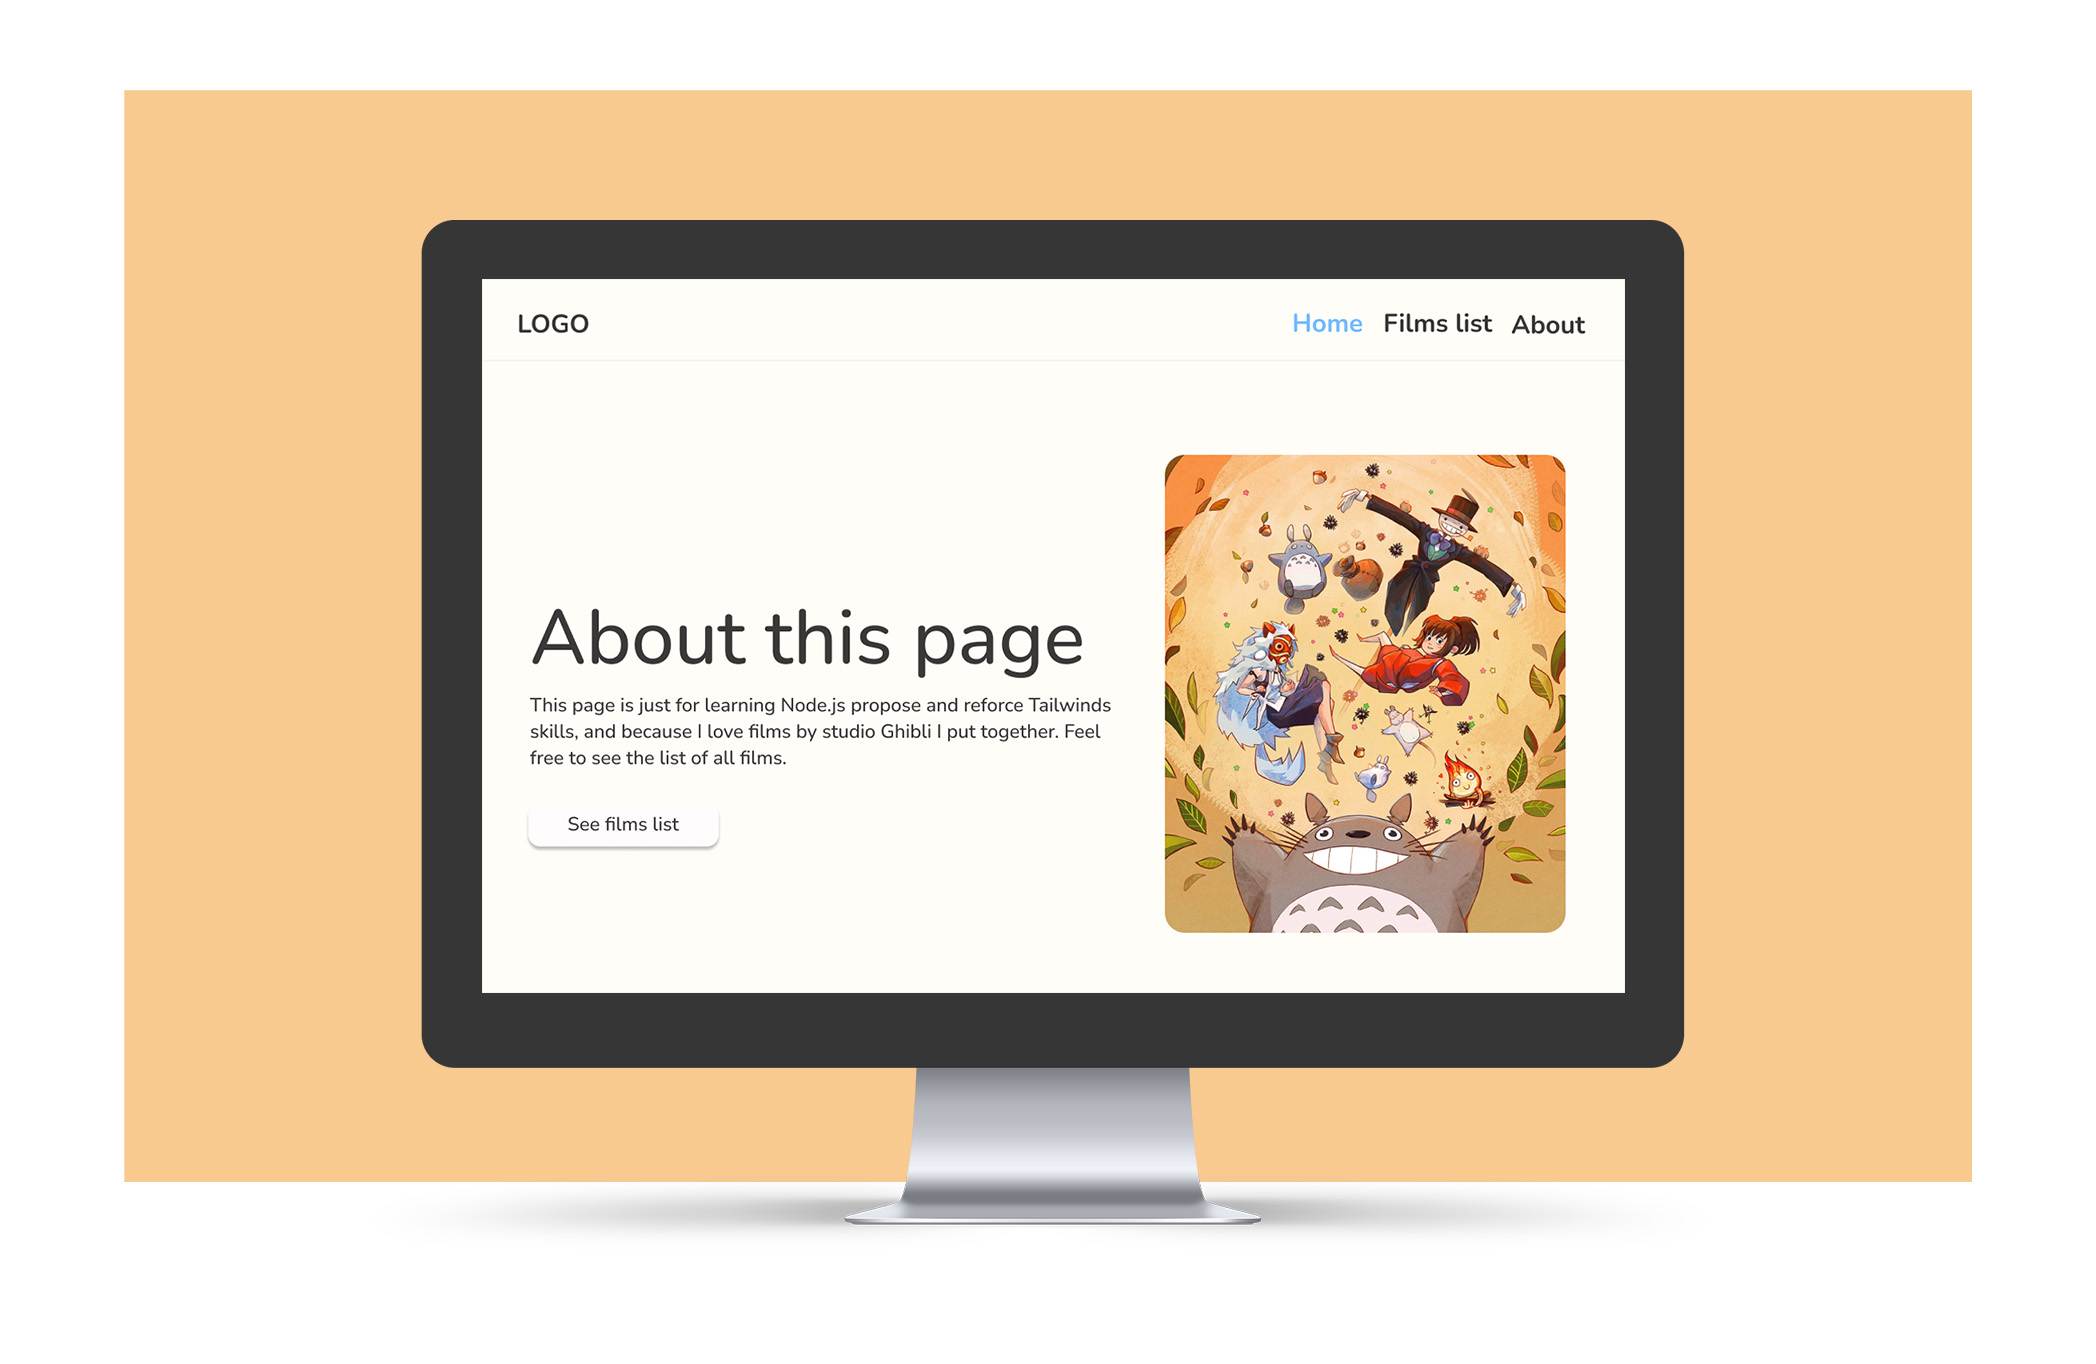 LOGO
Home Films list About
About this page
This page is just for learning Node.js propose and reforce Tailwinds
skills, and because I love films by studio Ghibli I put together. Feel
free to see the list of all films.
See films list